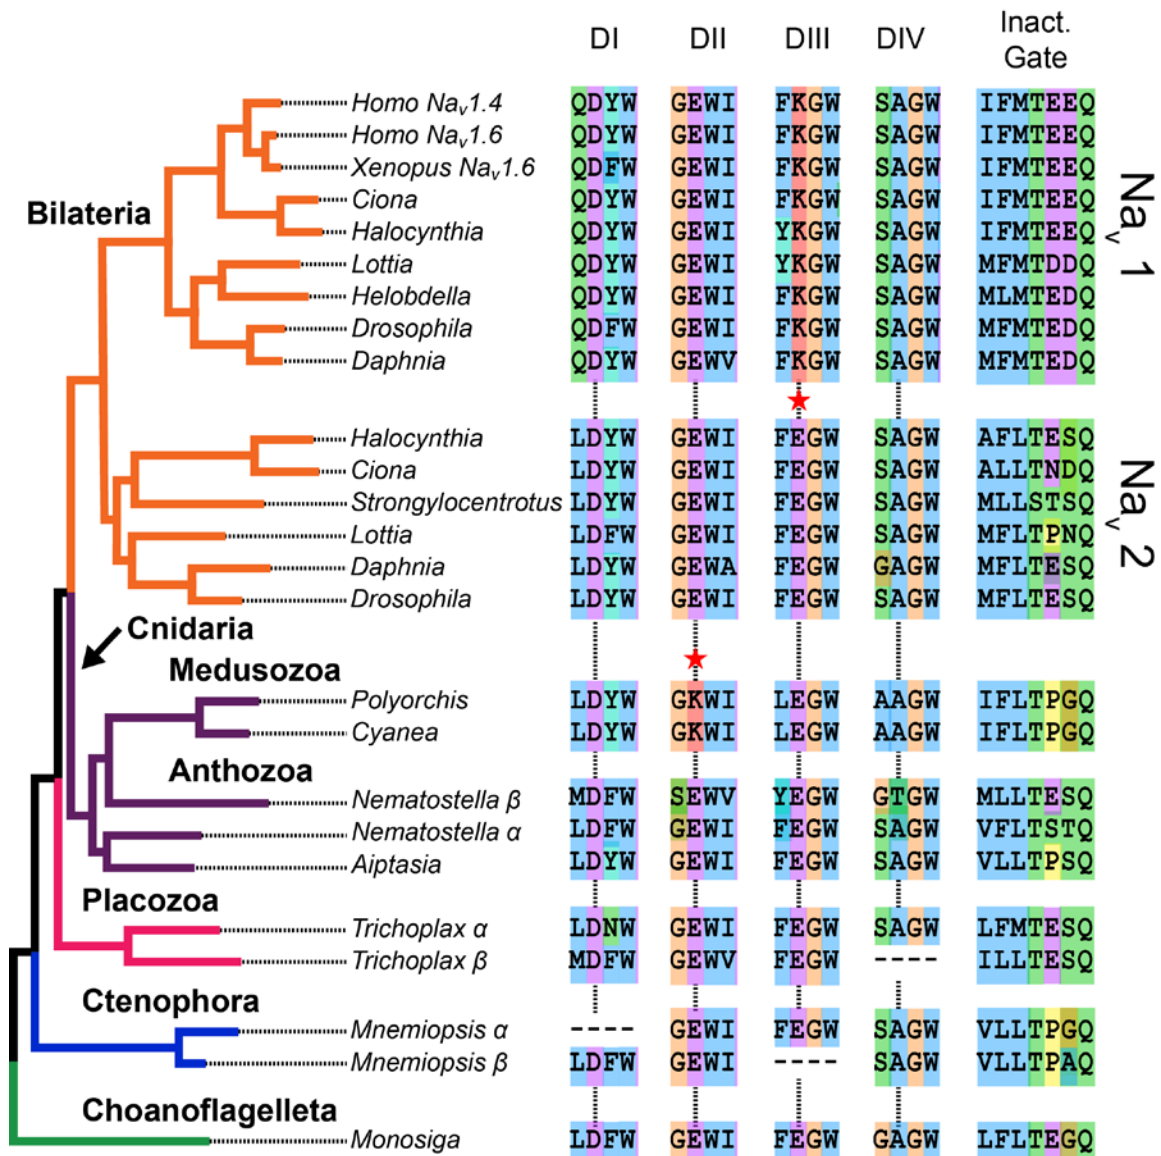 DI DII DIII DIV Inact. Gate
Homo Nav1.4 QDYW GEWI FKGW SAGW IFMTEEQ
Homo Nav1.6 QDYW GEWI FKGW SAGW IFMTEEQ
Xenopus Nav1.6 QDFW GEWI FKGW SAGW IFMTEEQ
Bilateria Ciona QDYW GEWI FKGW SAGW IFMTEEQ
Halocynthia QDYW GEWI YKGW SAGW IFMTEEQ
Lottia QDYW GEWI YKGW SAGW MFMTDDQ
Helobdella QDYW GEWI FKGW SAGW MLMTEDQ
Drosophila QDFW GEWI FKGW SAGW MFMTEDQ
Daphnia QDYW GEWV FKGW SAGW MFMTEDQ
Nav 1
Halocynthia LDYW GEWI FEGW SAGW AFLTESQ
Ciona LDYW GEWI FEGW SAGW ALLTNDQ
Strongylocentrotus LDYW GEWI FEGW SAGW MLLSTSQ
Lottia LDFW GEWI FEGW SAGW MFLTPNQ
Daphnia LDYW GEWA FEGW GAGW MFLTESQ
Drosophila LDYW GEWI FEGW SAGW MFLTESQ
Nav 2
Cnidaria
Medusozoa
Polyorchis LDYW GKWI LEGW AAGW IFLTPGQ
Cyanea LDYW GKWI LEGW AAGW IFLTPGQ
Anthozoa
Nematostella β MDFW SEWV YEGW GTGW MLLTESQ
Nematostella α LDFW GEWI FEGW SAGW VFLTSTQ
Aiptasia LDYW GEWI FEGW SAGW VLLTPSQ
Placozoa
Trichoplax α LDNW GEWI FEGW SAGW LFMTESQ
Trichoplax β MDFW GEWV FEGW ---- ILLTESQ
Ctenophora
Mnemiopsis α ---- GEWI FEGW SAGW VLLTPGQ
Mnemiopsis β LDFW GEWI ---- SAGW VLLTPAQ
Choanoflagelleta
Monosiga LDFW GEWI FEGW GAGW LFLTEGQ